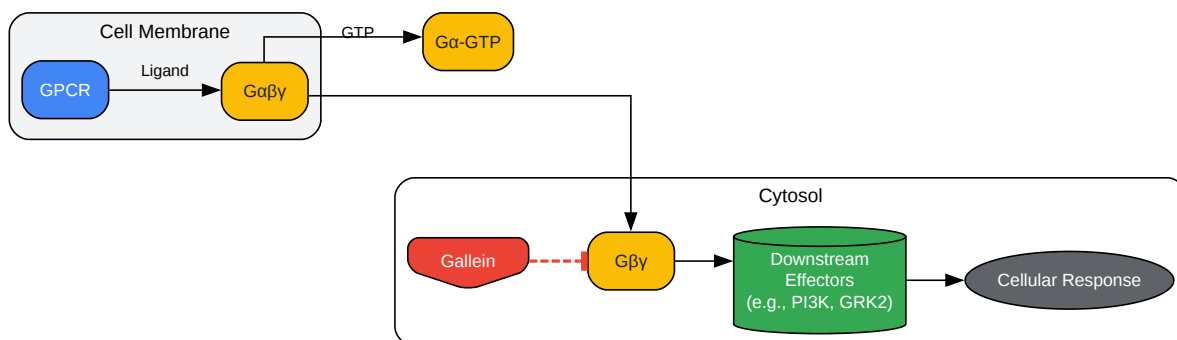 Cell Membrane
GTP
Gα-GTP
Ligand
GPCR
Gαβγ
Cytosol
Gallein
Gβγ
Downstream
Effectors
(e.g., PI3K, GRK2)
Cellular Response